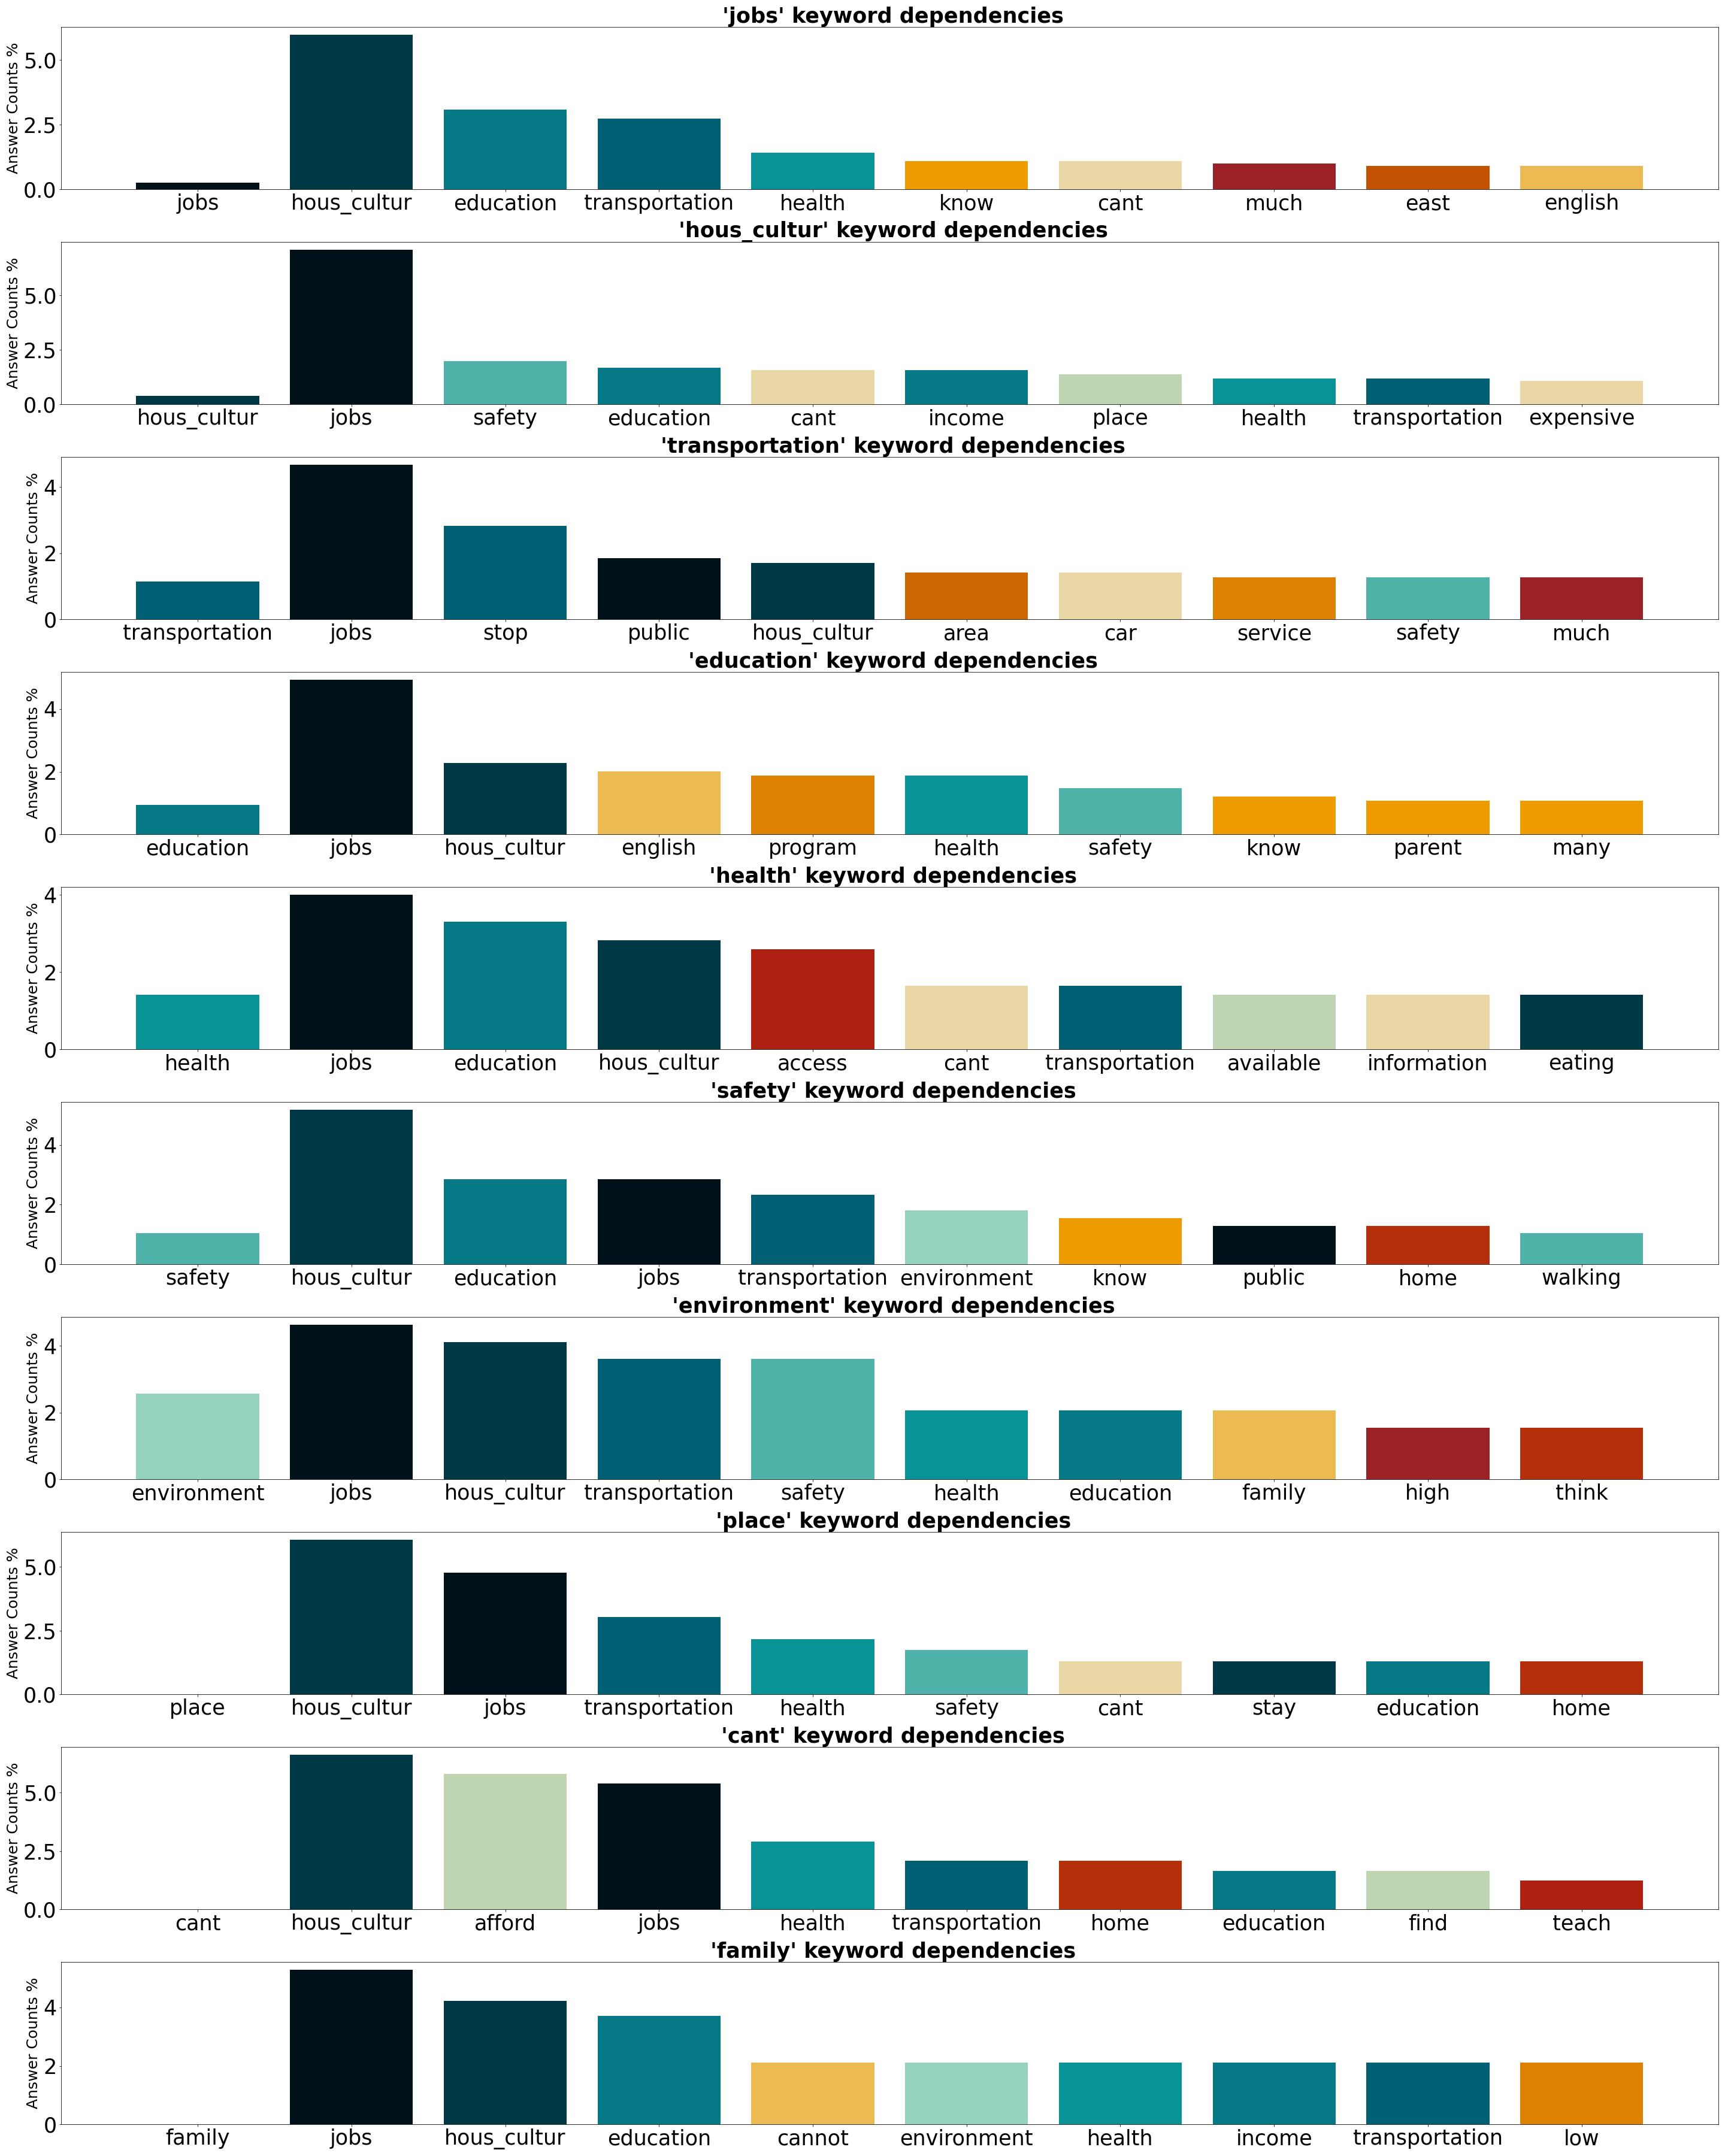 'jobs' keyword dependencies
Answer Counts %
5.0
2.5
0.0
jobs hous_cultur education transportation health know cant much east english
'hous_cultur' keyword dependencies
Answer Counts %
5.0
2.5
0.0
hous_cultur jobs safety education cant income place health transportation expensive
'transportation' keyword dependencies
Answer Counts %
4
2
0
transportation jobs stop public hous_cultur area car service safety much
'education' keyword dependencies
Answer Counts %
4
2
0
education jobs hous_cultur english program health safety know parent many
'health' keyword dependencies
Answer Counts %
4
2
0
health jobs education hous_cultur access cant transportation available information eating
'safety' keyword dependencies
Answer Counts %
4
2
0
safety hous_cultur education jobs transportation environment know public home walking
'environment' keyword dependencies
Answer Counts %
4
2
0
environment jobs hous_cultur transportation safety health education family high think
'place' keyword dependencies
Answer Counts %
5.0
2.5
0.0
place hous_cultur jobs transportation health safety cant stay education home
'cant' keyword dependencies
Answer Counts %
5.0
2.5
0.0
cant hous_cultur afford jobs health transportation home education find teach
'family' keyword dependencies
Answer Counts %
4
2
0
family jobs hous_cultur education cannot environment health income transportation low